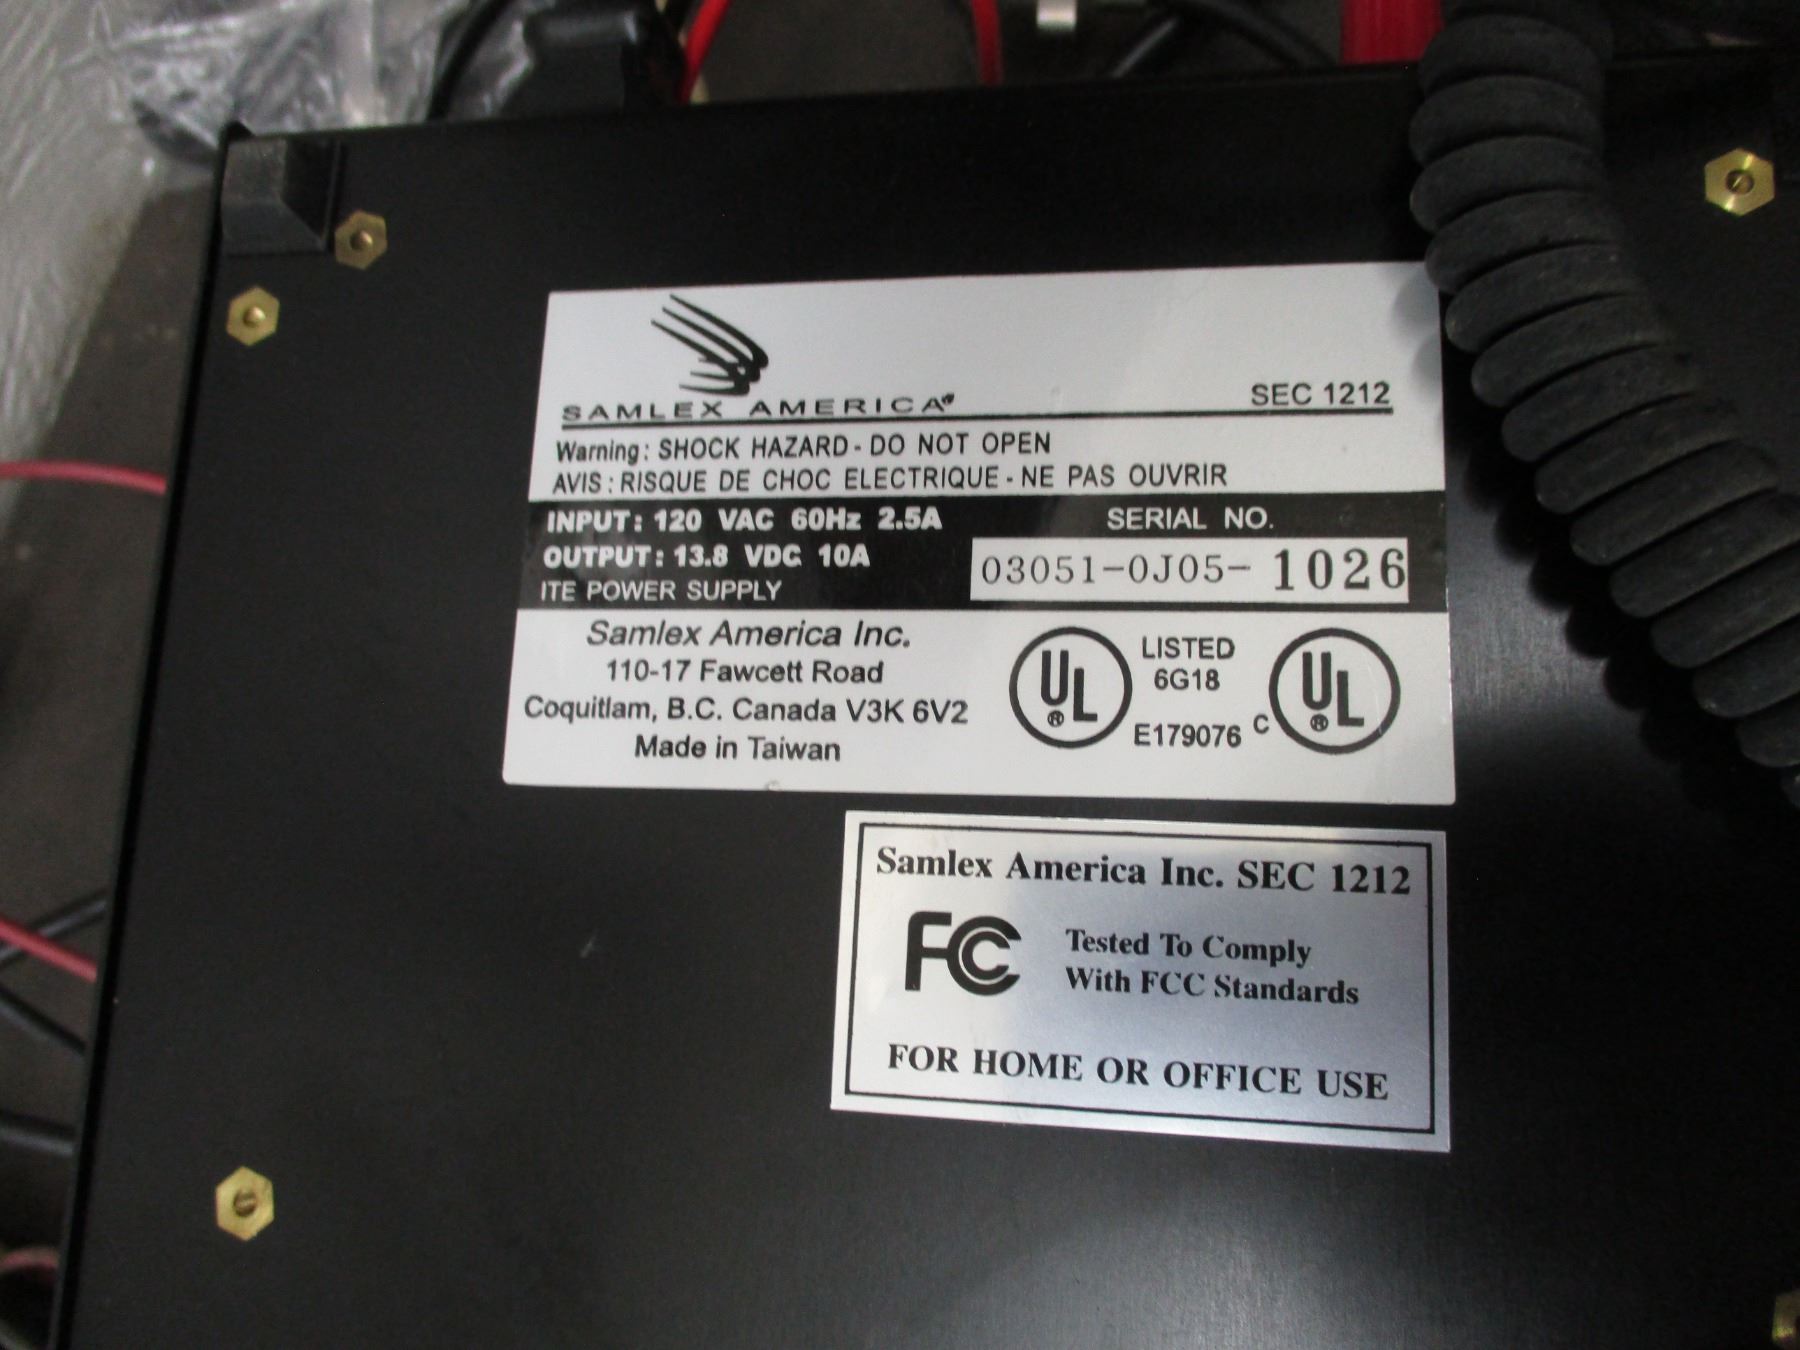 SAMLEX AMERICA
SEC 1212
Warning: SHOCK HAZARD - DO NOT OPEN
AVIS : RISQUE DE CHOC ELECTRIQUE - NE PAS OUVRIR
INPUT: 120 VAC 60Hz 2.5A
OUTPUT: 13.8 VDC 10A
ITE POWER SUPPLY
SERIAL NO.
03051-0J05- 1026
Samlex America Inc.
110-17 Fawcett Road
Coquitlam, B.C. Canada V3K 6V2
Made in Taiwan
UL ®
LISTED
6G18
E179076
C UL ®
Samlex America Inc. SEC 1212
FC
Tested To Comply
With FCC Standards
FOR HOME OR OFFICE USE